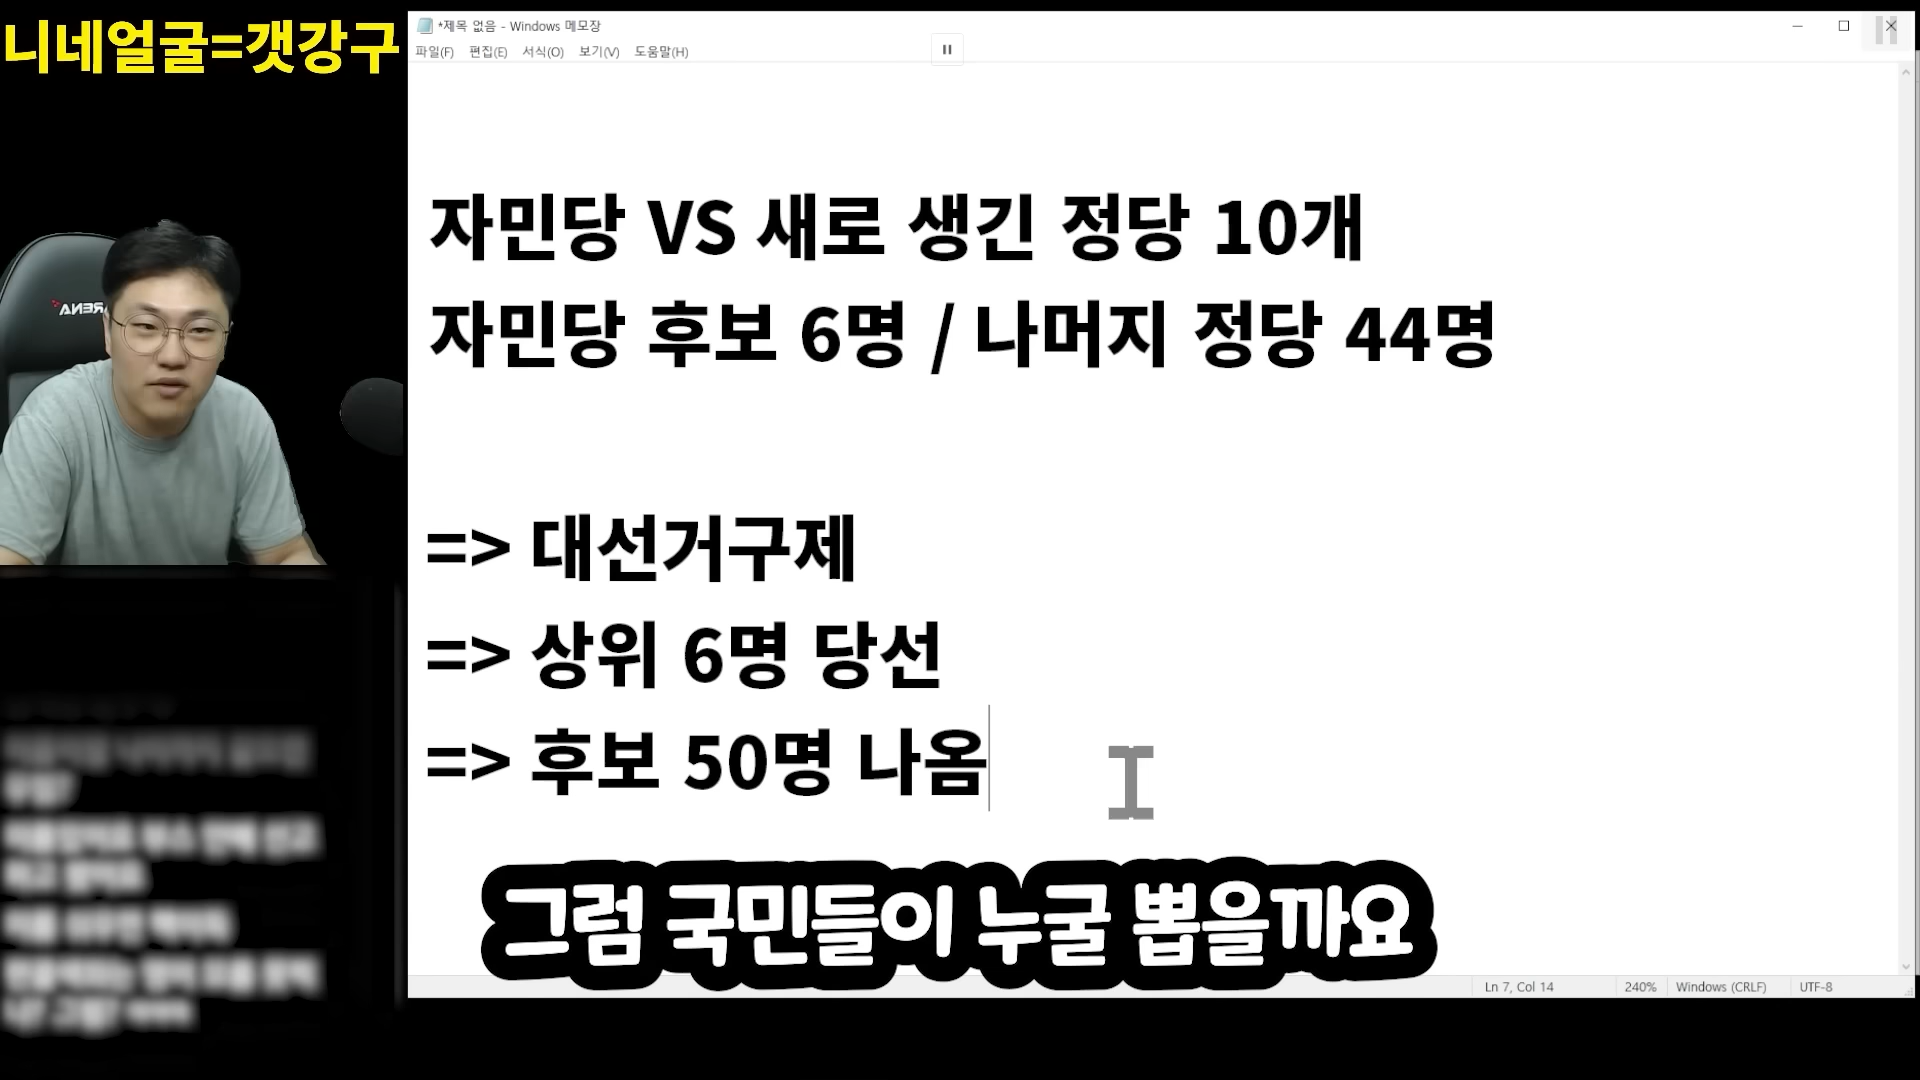 니네얼굴=갯강구
*제목 없음 - Windows 메모장
파일(F) 편집(E) 서식(O) 보기(V) 도움말(H)
자민당 VS 새로 생긴 정당 10개
자민당 후보 6명 / 나머지 정당 44명
=> 대선거구제
=> 상위 6명 당선
=> 후보 50명 나옴
그럼 국민들이 누굴 뽑을까요
Ln 7, Col 14 240% Windows (CRLF) UTF-8